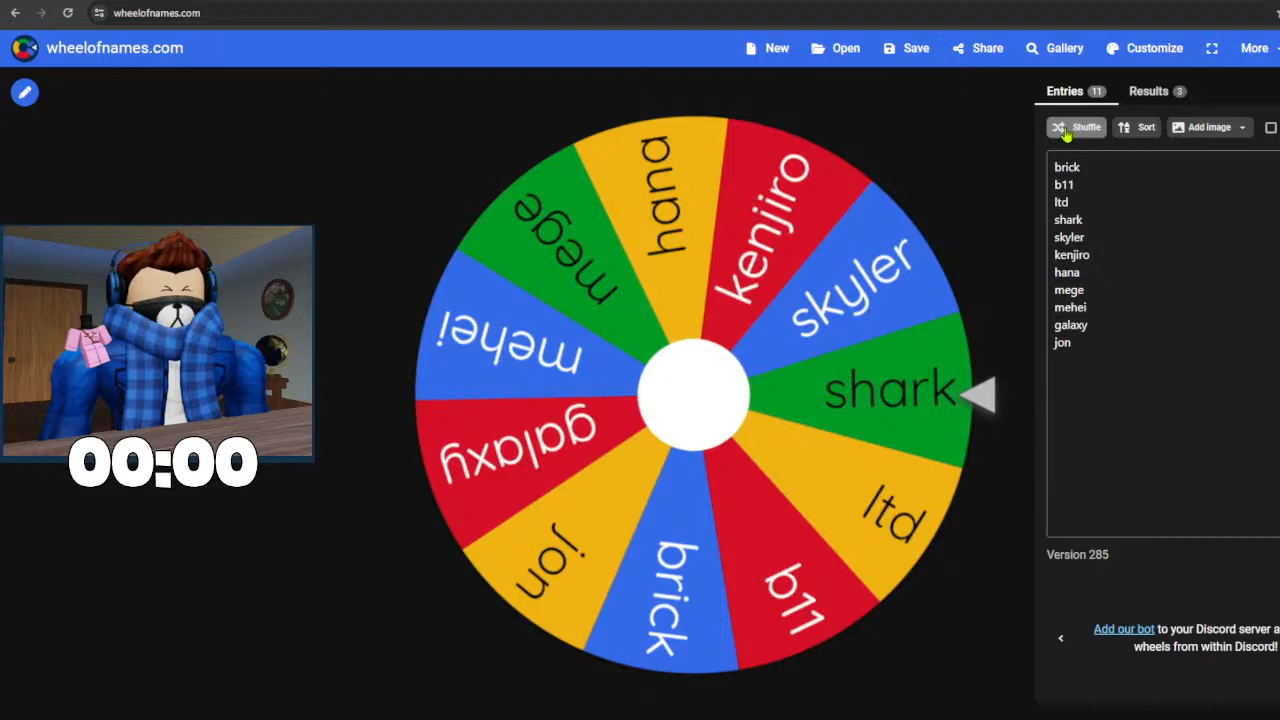 wheelofnames.com
wheelofnames.com
New
Open
Save
Share
Gallery
Customize
More
Entries 11
Results 3
Shuffle
Sort
Add image
brick
b11
ltd
shark
skyler
kenjiro
hana
mege
mehei
galaxy
jon
hana
kenjiro
skyler
shark
ltd
b11
brick
jon
galaxy
mehei
mege
00:00
Version 285
Add our bot to your Discord server a
wheels from within Discord!